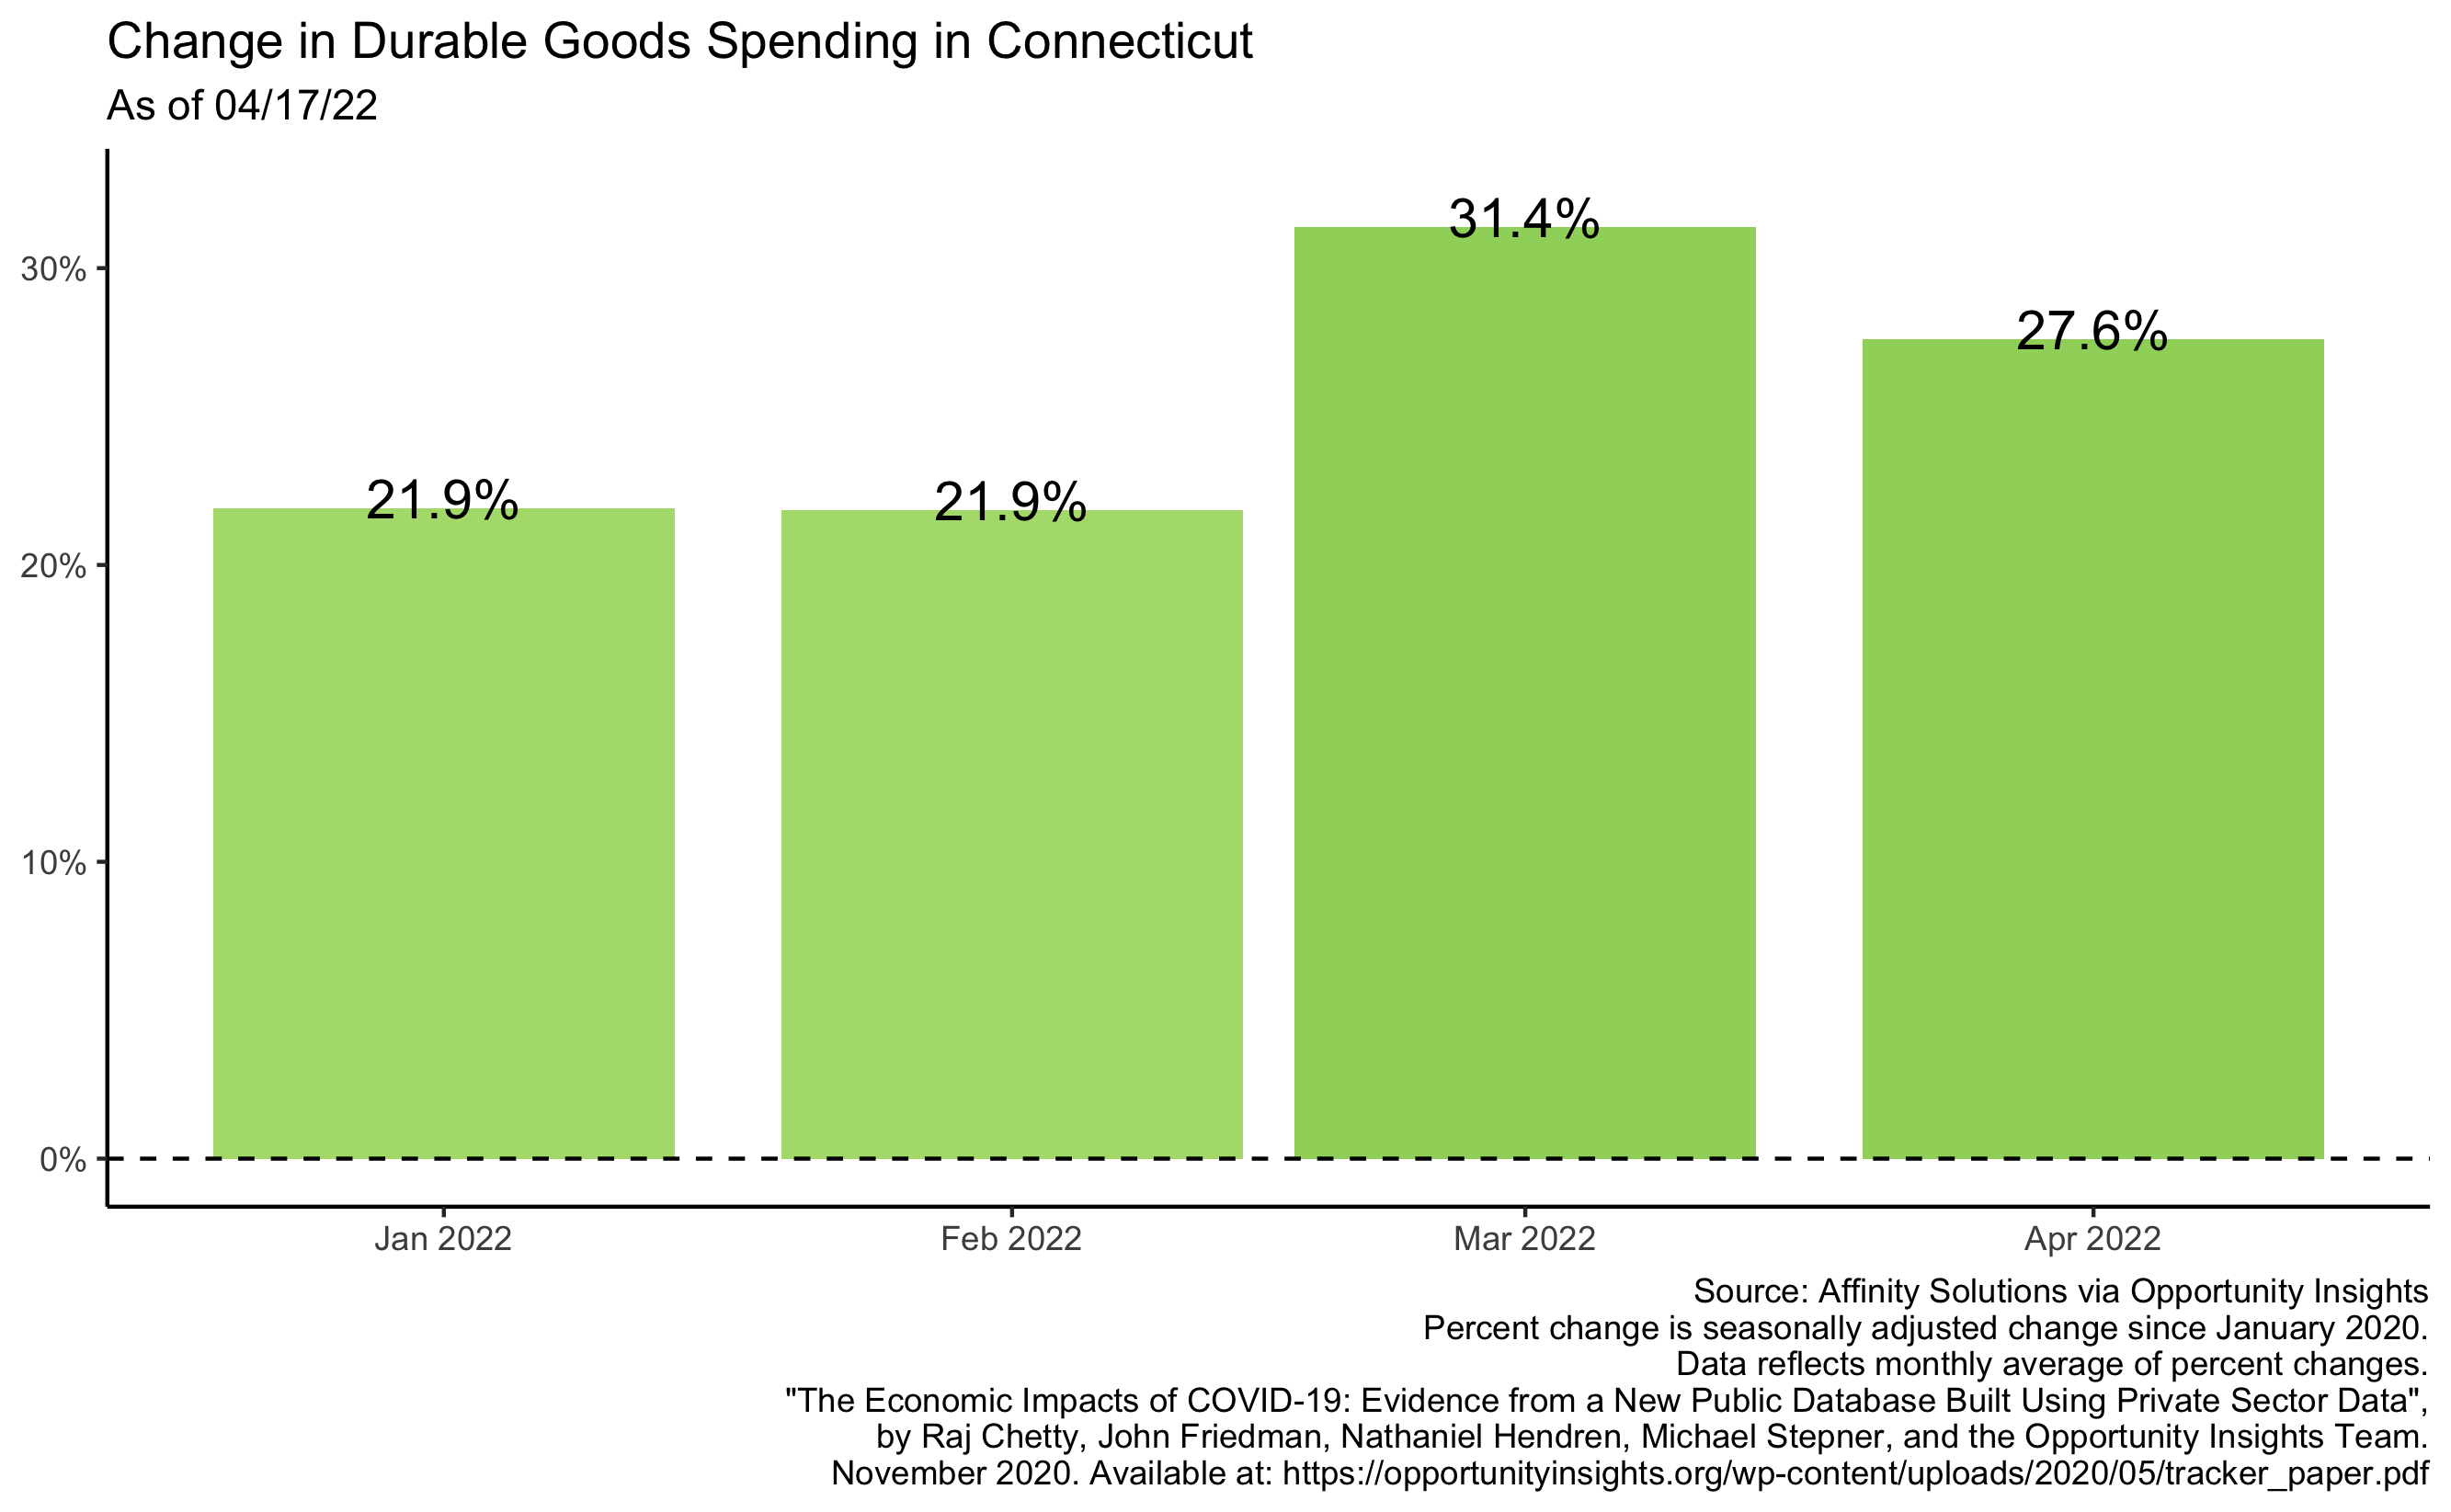 Change in Durable Goods Spending in Connecticut
As of 04/17/22
31.4%
30%
27.6%
21.9%
21.9%
20%
10%
0%
Jan 2022
Feb 2022
Mar 2022
Apr 2022
Source: Affinity Solutions via Opportunity Insights
Percent change is seasonally adjusted change since January 2020.
Data reflects monthly average of percent changes.
"The Economic Impacts of COVID-19: Evidence from a New Public Database Built Using Private Sector Data",
by Raj Chetty, John Friedman, Nathaniel Hendren, Michael Stepner, and the Opportunity Insights Team.
November 2020. Available at: https://opportunityinsights.org/wp-content/uploads/2020/05/tracker_paper.pdf